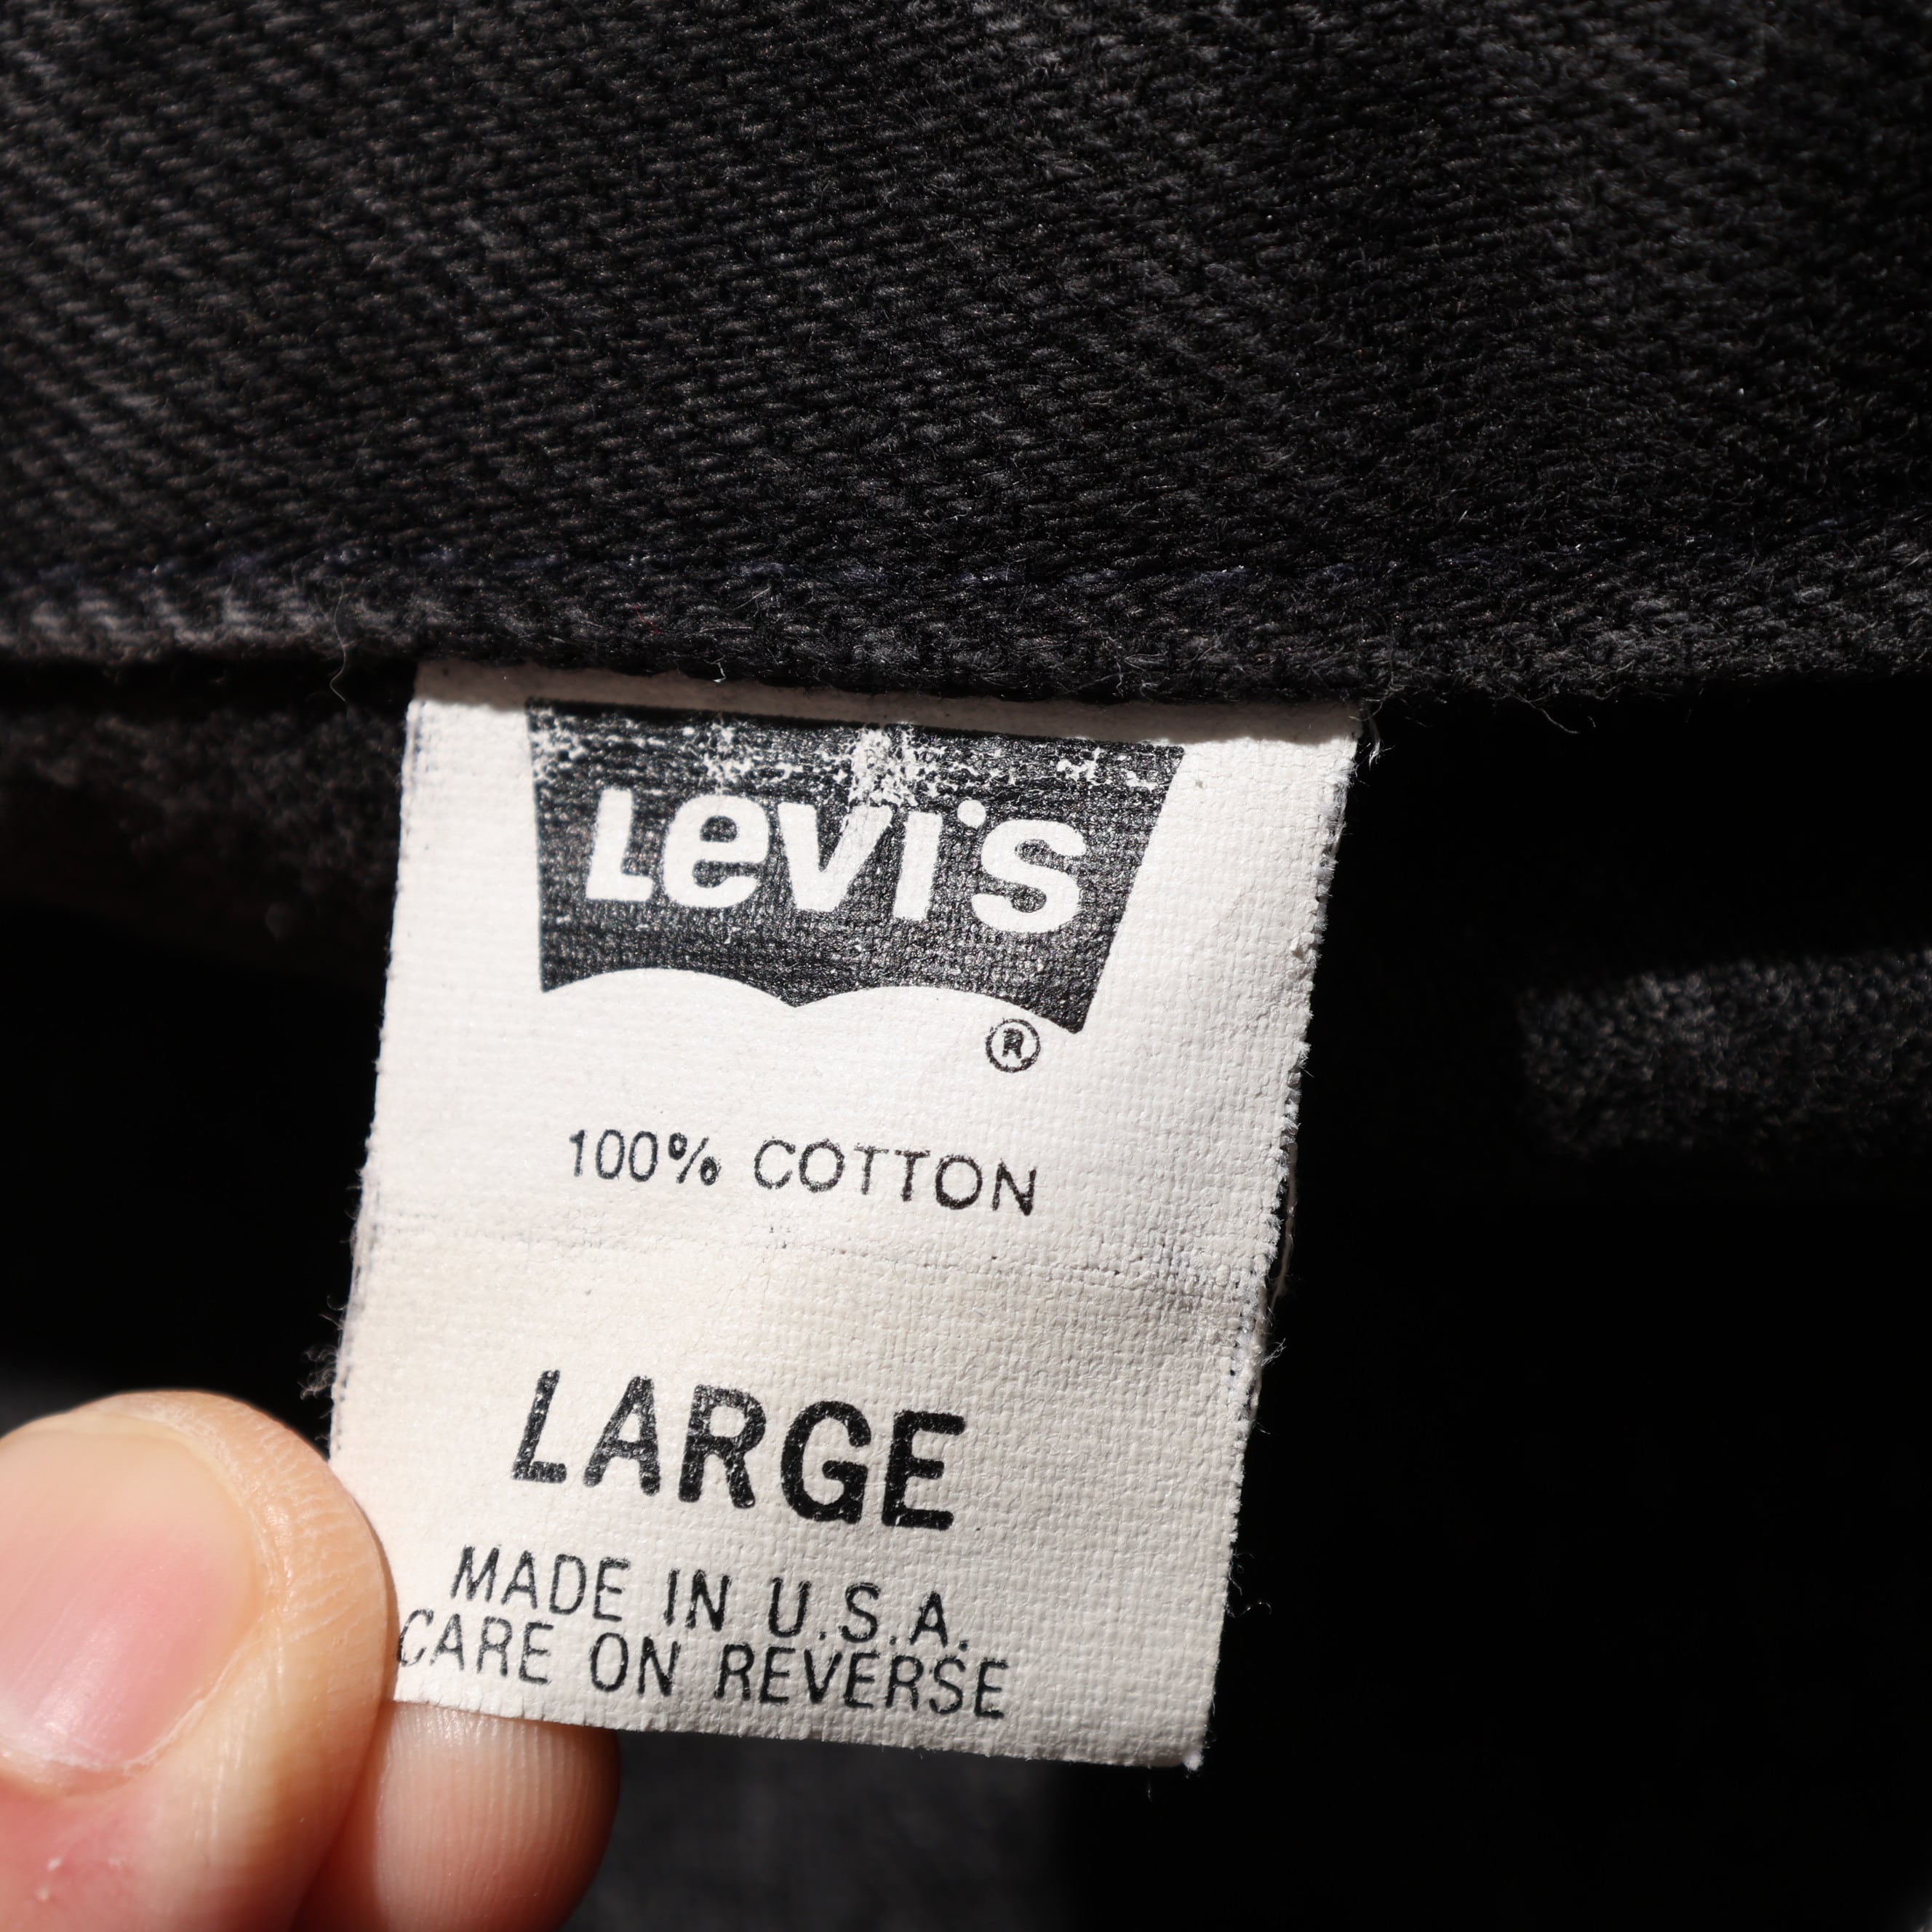 Levi's
®
100% COTTON
LARGE
MADE IN U.S.A.
CARE ON REVERSE